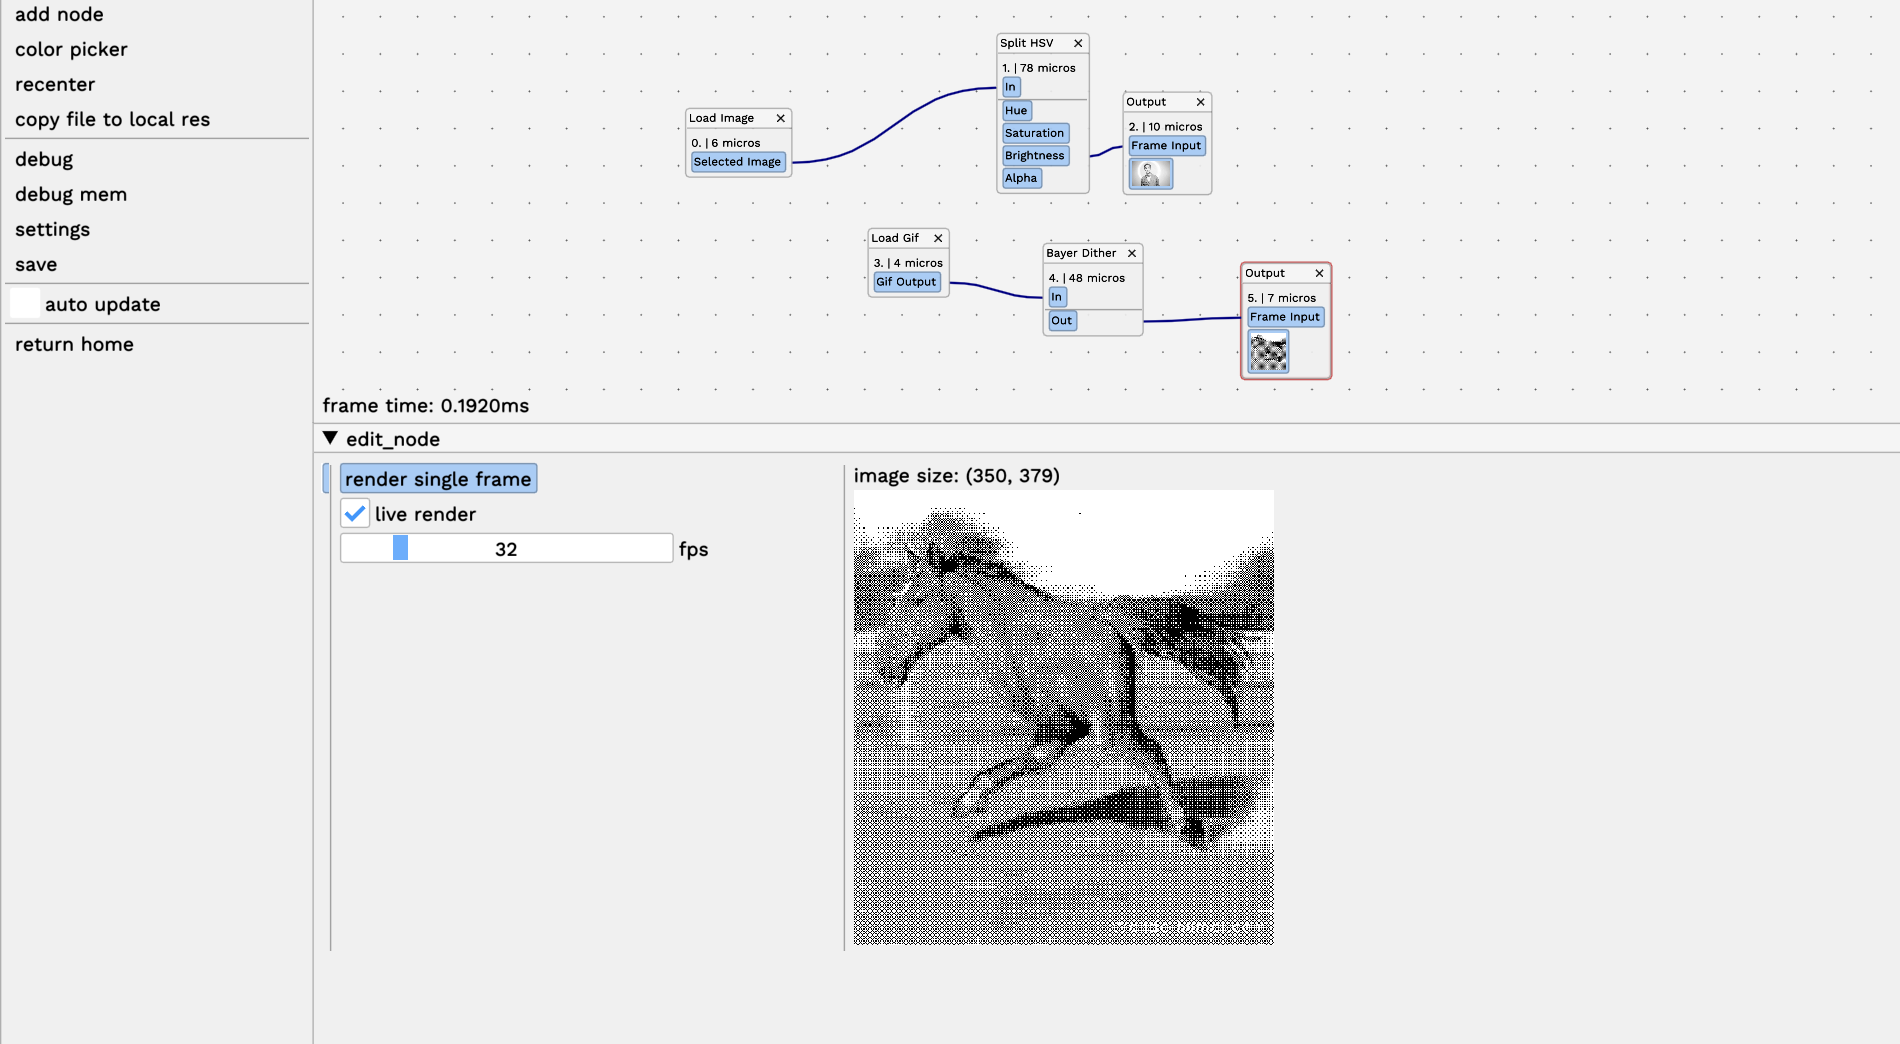 add node
color picker
recenter
copy file to local res
debug
debug mem
settings
save
auto update
return home
Load Image
0. | 6 micros
Selected Image
Split HSV
1. | 78 micros
In
Hue
Saturation
Brightness
Alpha
Output
2. | 10 micros
Frame Input
Load Gif
3. | 4 micros
Gif Output
Bayer Dither
4. | 48 micros
In
Out
Output
5. | 7 micros
Frame Input
frame time: 0.1920ms
edit_node
render single frame
live render
32 fps
image size: (350, 379)